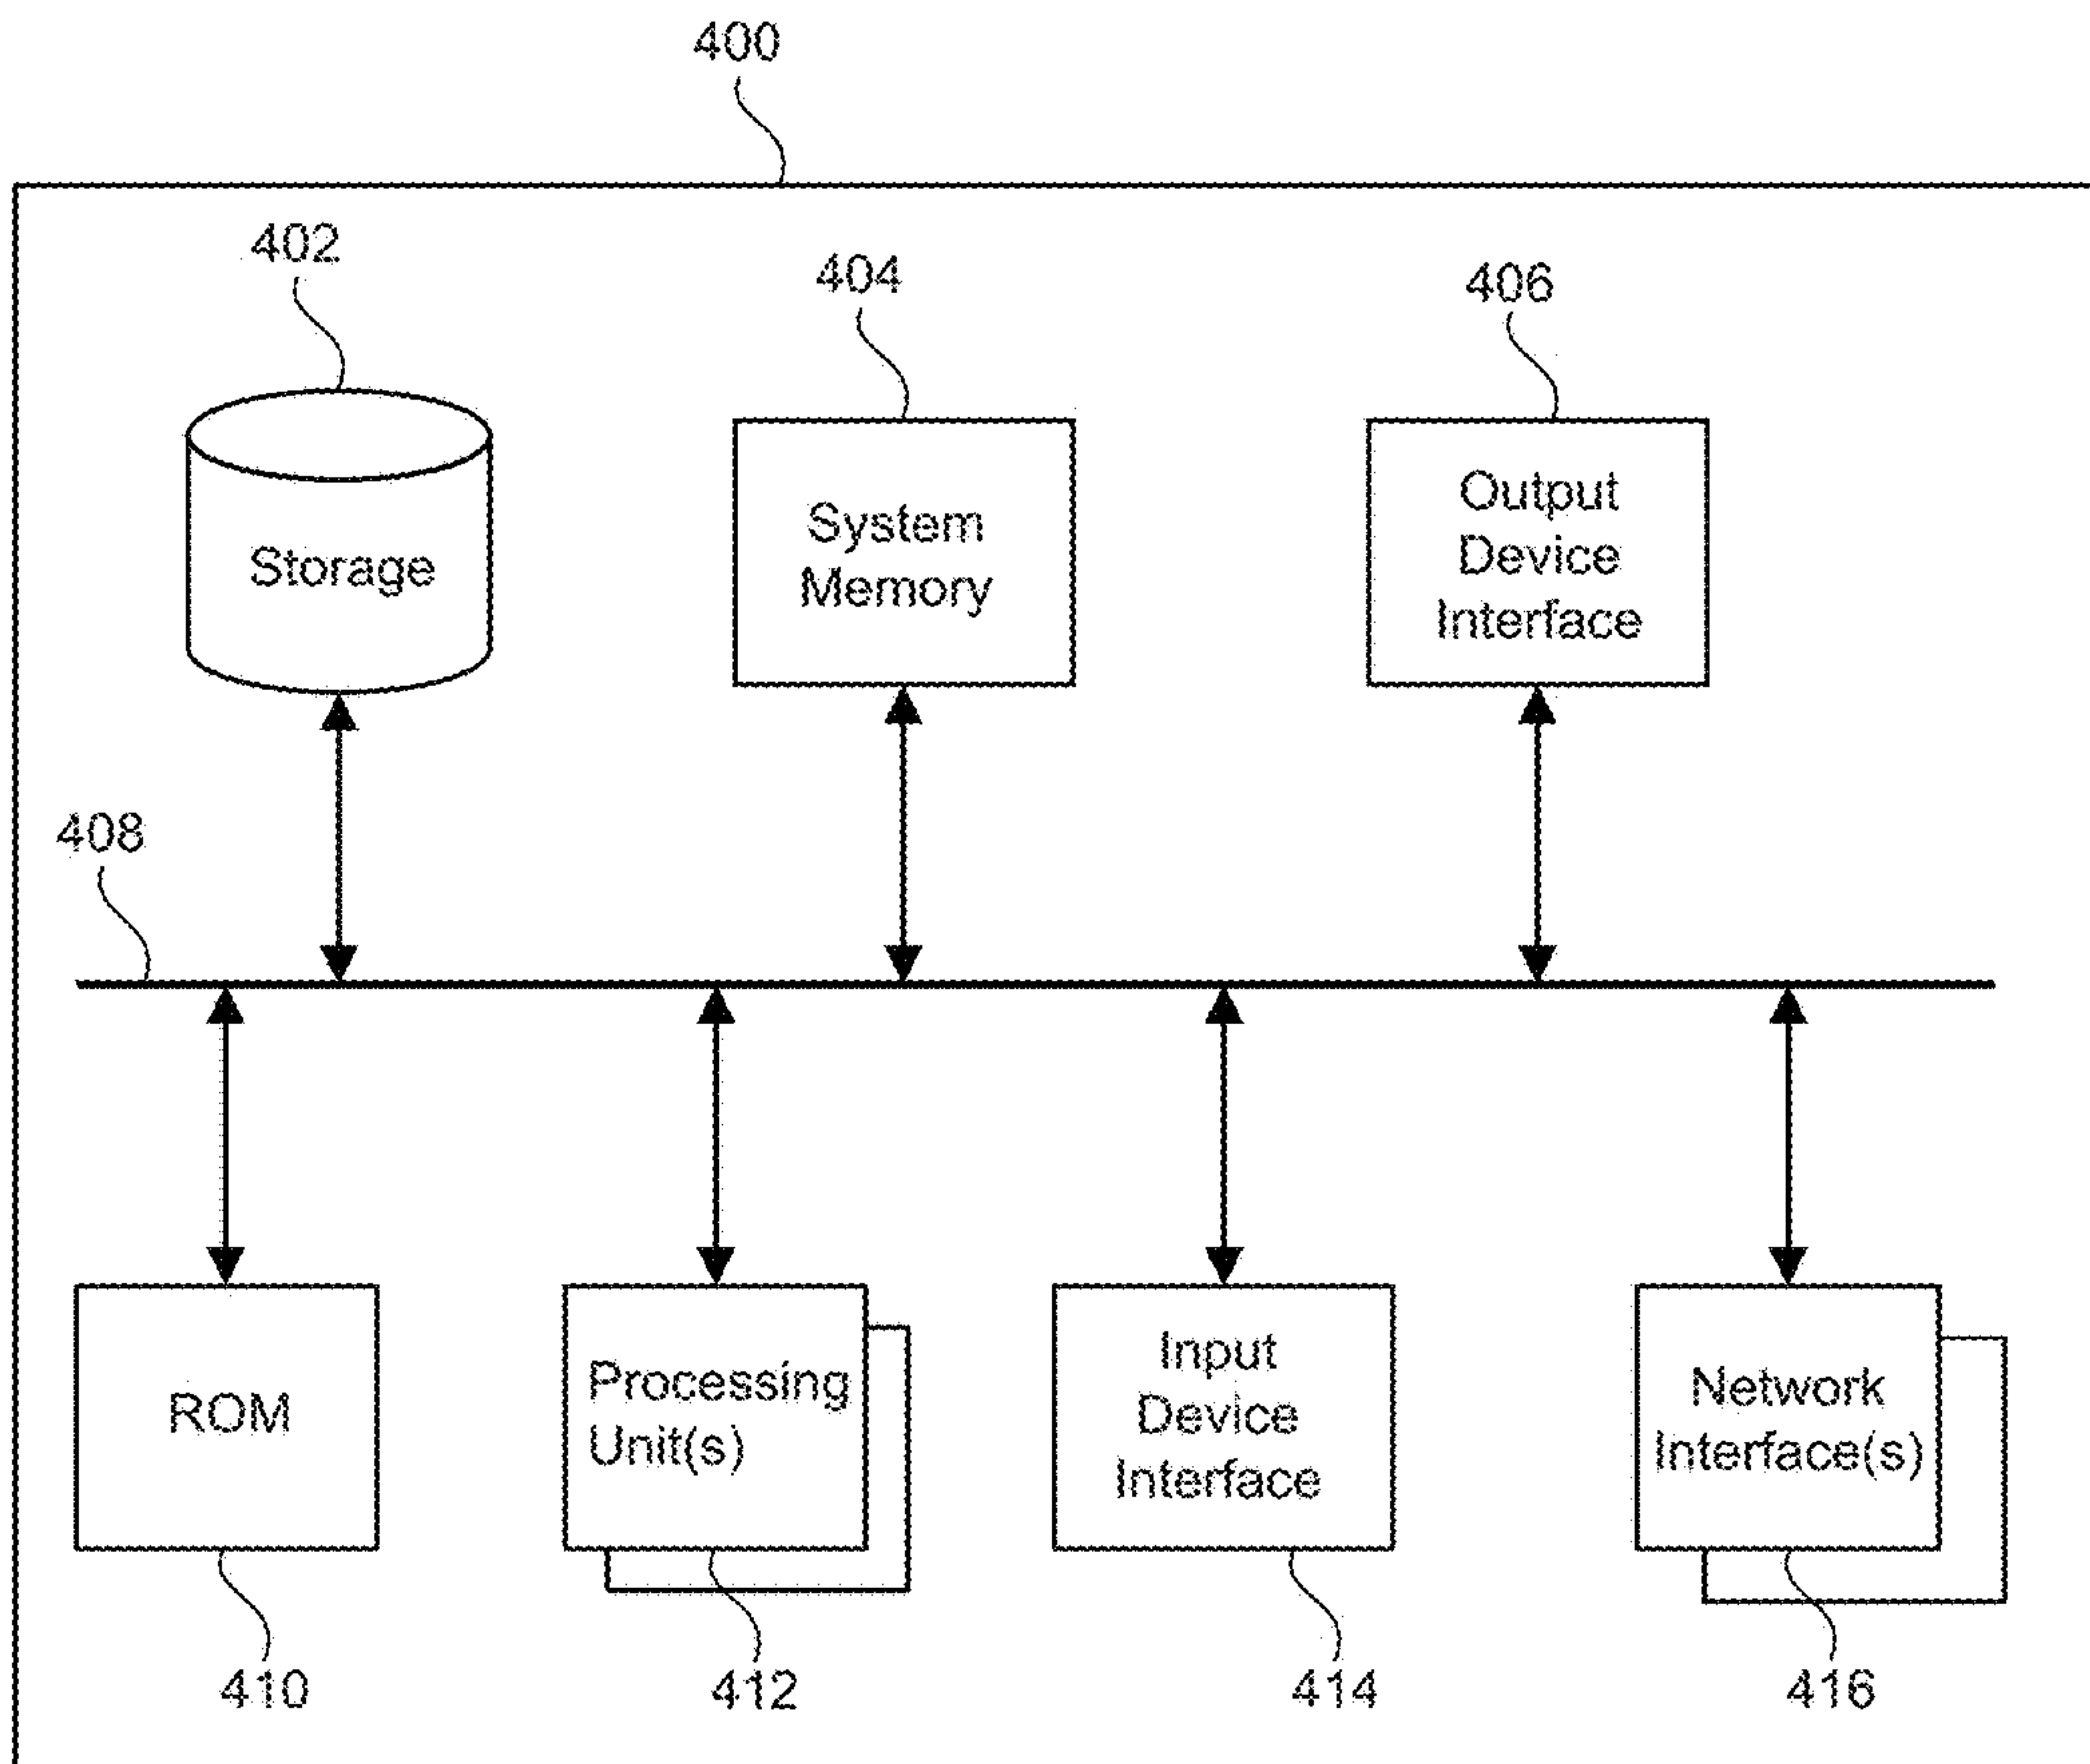 400
402
404
406
Storage
System
Memory
Output
Device
Interface
408
ROM
Processing
Unit(s)
Input
Device
Interface
Network
Interface(s)
410
412
414
416